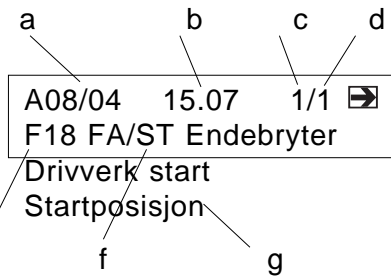 a b c d
A08/04 15.07 1/1
F18 FA/ST Endebryter
Drivverk start
Startposisjon
f g